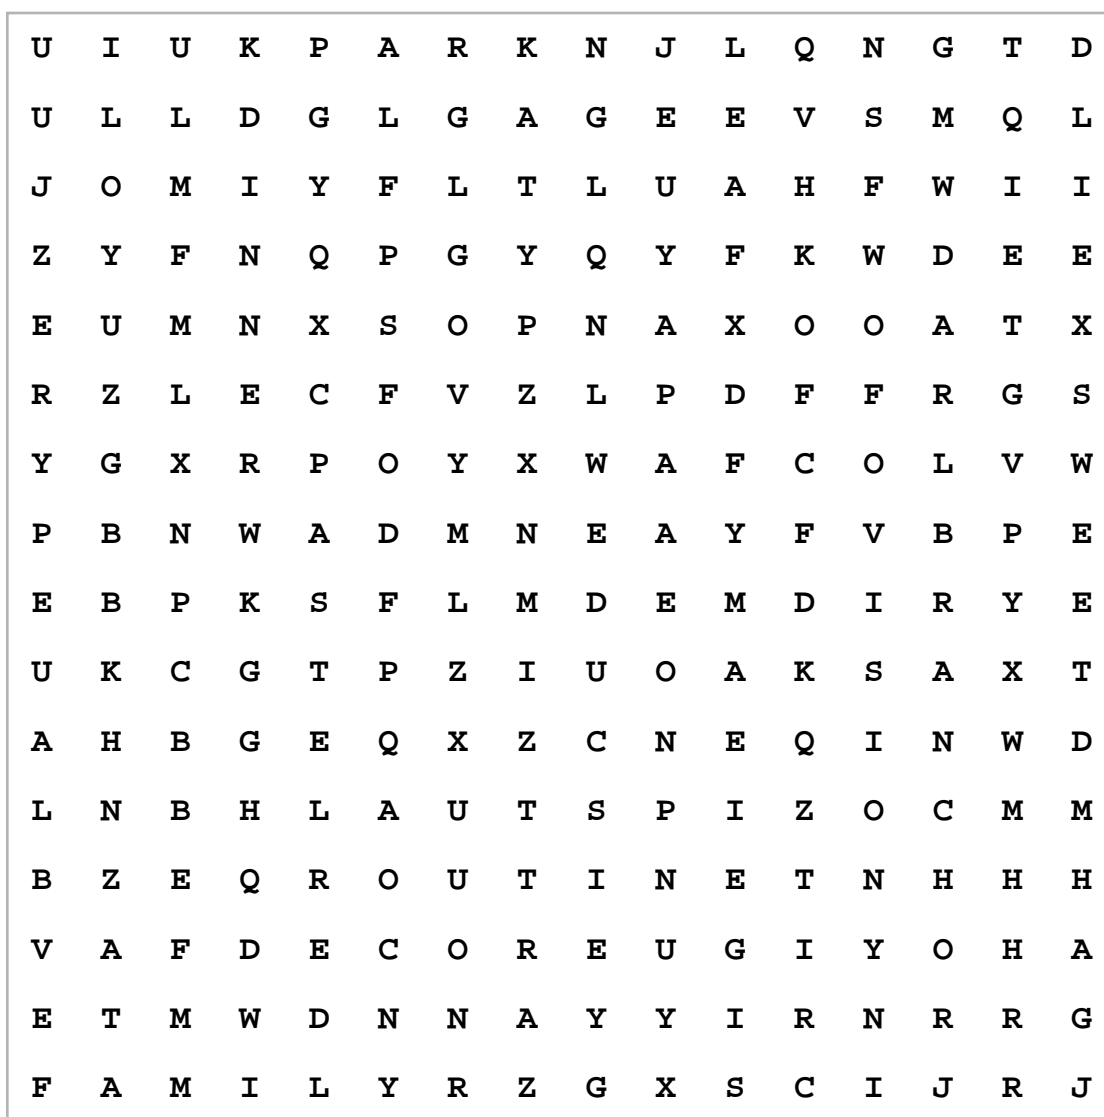 U I U K P A R K N J L Q N G T D
U L L D G L G A G E E V S M Q L
J O M I Y F L T L U A H F W I I
Z Y F N Q P G Y Q Y F K W D E E
E U M N X S O P N A X O O A T X
R Z L E C F V Z L P D F F R G S
Y G X R P O Y X W A F C O L V W
P B N W A D M N E A Y F V B P E
E B P K S F L M D E M D I R Y E
U K C G T P Z I U O A K S A X T
A H B G E Q X Z C N E Q I N W D
L N B H L A U T S P I Z O C M M
B Z E Q R O U T I N E T N H H H
V A F D E C O R E U G I Y O H A
E T M W D N N A Y Y I R N R R G
F A M I L Y R Z G X S C I J R J